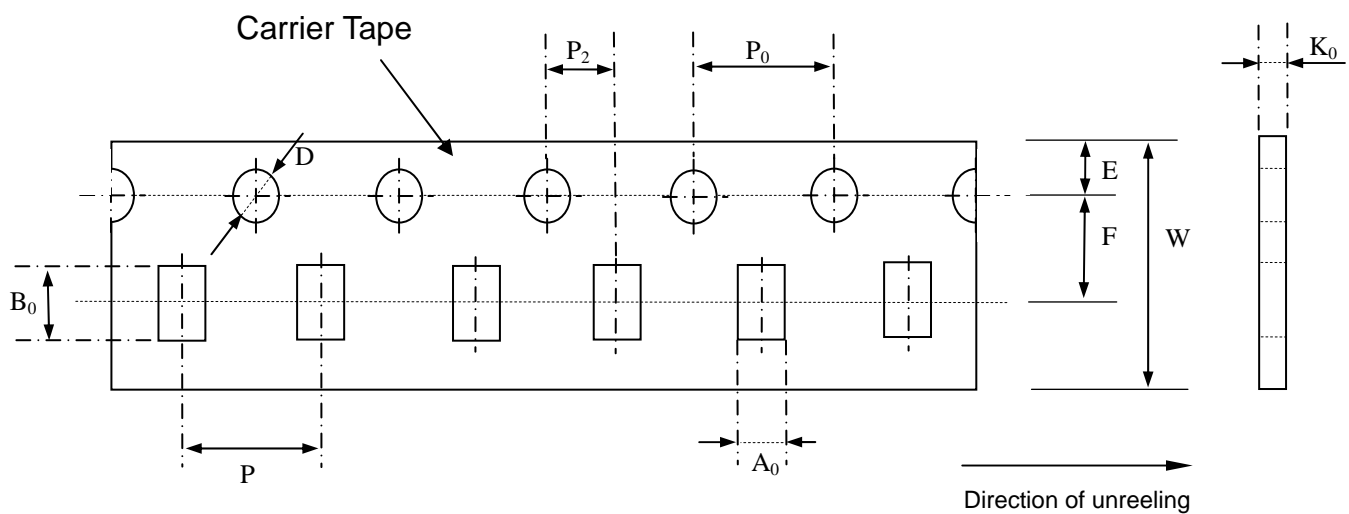 Carrier Tape
P₂
P₀
K₀
D
E
F
W
B₀
P
A₀
Direction of unreeling